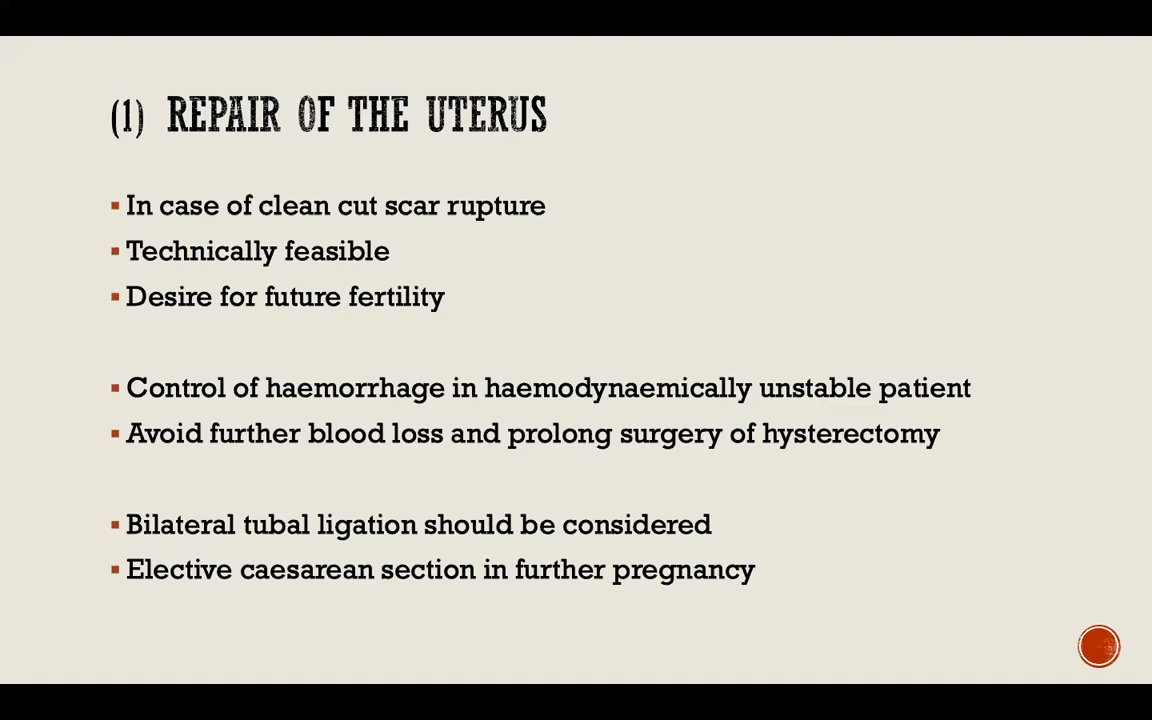 (1) REPAIR OF THE UTERUS
▪ In case of clean cut scar rupture
▪ Technically feasible
▪ Desire for future fertility
▪ Control of haemorrhage in haemodynaemically unstable patient
▪ Avoid further blood loss and prolong surgery of hysterectomy
▪ Bilateral tubal ligation should be considered
▪ Elective caesarean section in further pregnancy